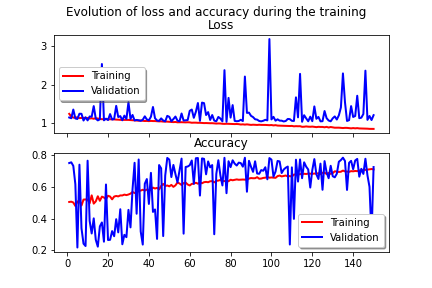 Evolution of loss and accuracy during the training
Loss
3
2
1
Training
Validation
Accuracy
0.8
0.6
0.4
0.2
Training
Validation
0 20 40 60 80 100 120 140